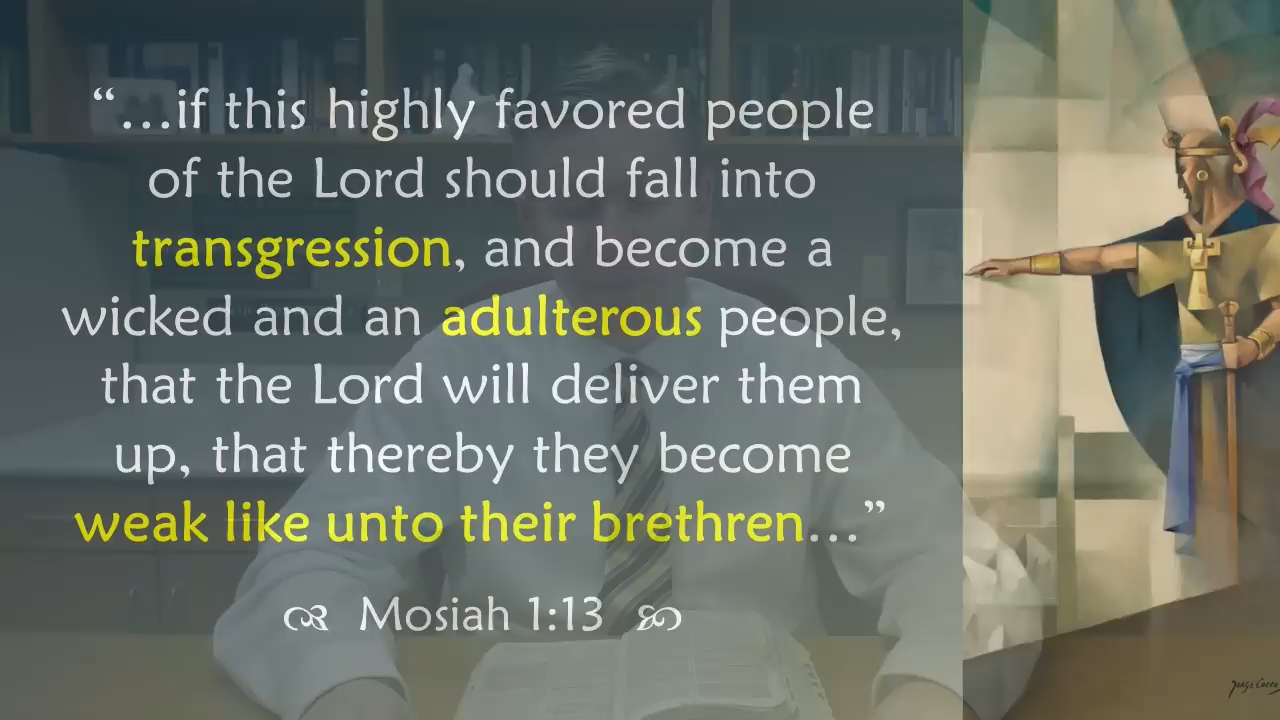 “…if this highly favored people
of the Lord should fall into
transgression, and become a
wicked and an adulterous people,
that the Lord will deliver them
up, that thereby they become
weak like unto their brethren…”
Mosiah 1:13